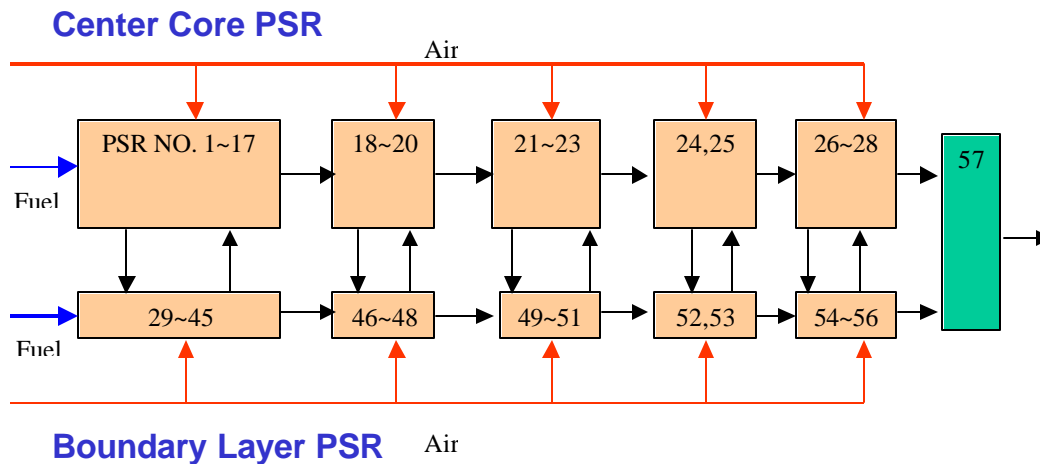 Center Core PSR
Air
PSR NO. 1~17
18~20
21~23
24,25
26~28
57
Fuel
29~45
46~48
49~51
52,53
54~56
Fuel
Boundary Layer PSR
Air